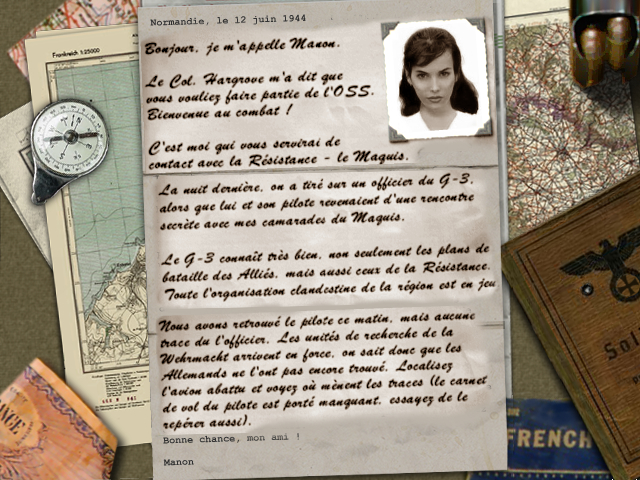 Normandie, le 12 juin 1944
Bonjour, je m'appelle Manon.
Le Col. Hargrove m'a dit que
vous vouliez faire partie de l'OSS.
Bienvenue au combat !
C'est moi qui vous servirai de
contact avec la Résistance - le Maquis.
La nuit dernière, on a tiré sur un officier du G-3,
alors que lui et son pilote revenaient d'une rencontre
secrète avec mes camarades du Maquis.
Le G-3 connaît très bien, non seulement les plans de
bataille des Alliés, mais aussi ceux de la Résistance.
Toute l'organisation clandestine de la région est en jeu
Nous avons retrouvé le pilote ce matin, mais aucune
trace du l'officier. Les unités de recherche de la
Wehrmacht arrivent en force, on sait donc que les
Allemands ne l'ont pas encore trouvé. Localisez
l'avion abattu et voyez où mènent les traces (le carnet
de vol du pilote est porté manquant, essayez de le
repérer aussi).
Bonne chance, mon ami !
Manon
Frankreich 1:25000
Sol
FRENCH